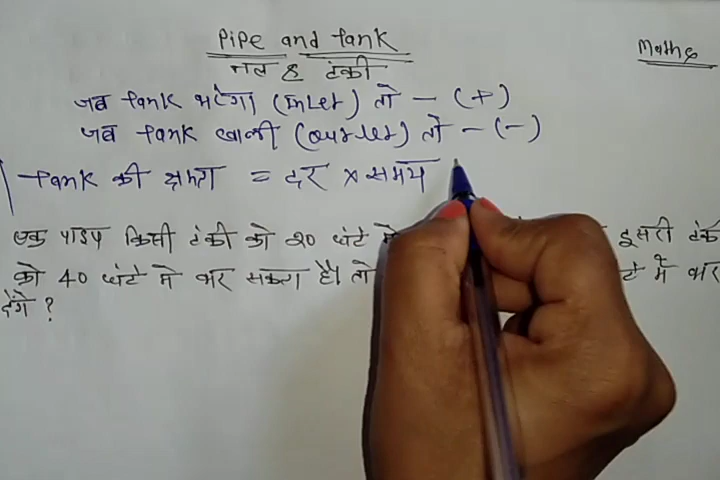 Pipe and tank
Maths
नल & टंकी
जब tank भरेगा (Inlet) तो - (+)
जब tank खाली (outlet) तो - (-)
tank की क्षमता = दर × समय
एक पाइप किसी टंकी को 20 घंटे मे दूसरी टंकी
को 40 घंटे मे भर सकता है। तो मे भर
देंगे ?